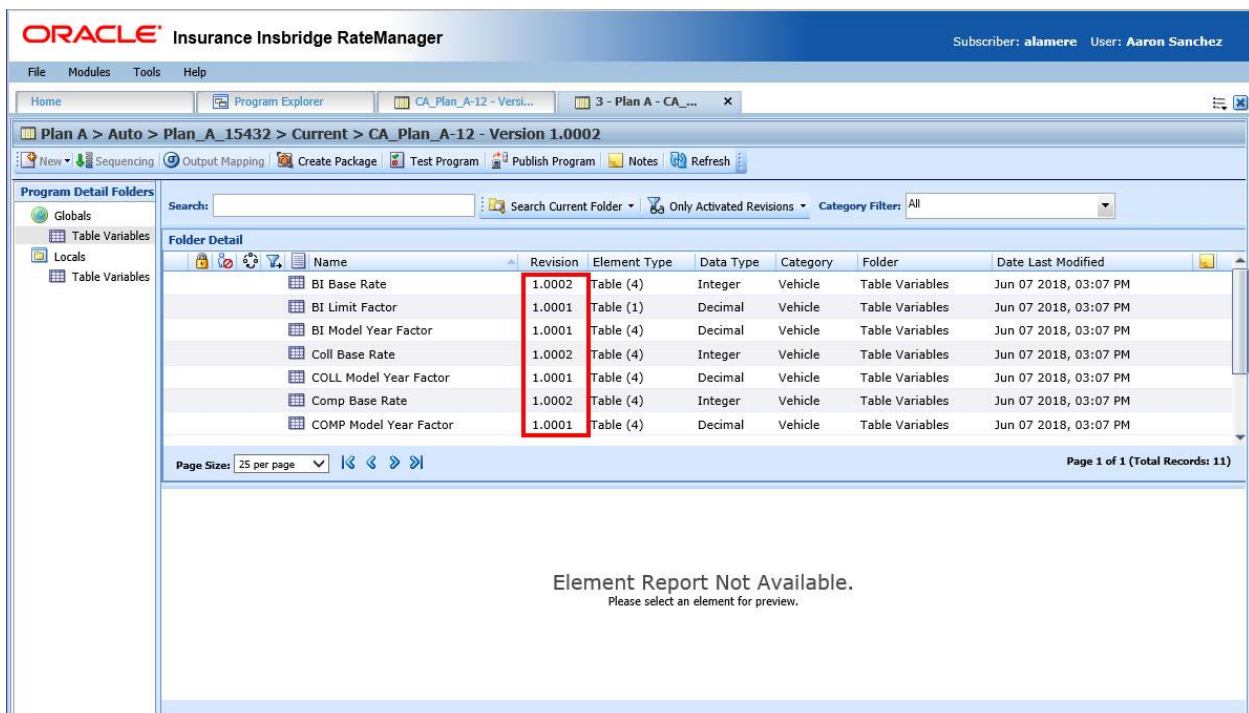 ORACLE Insurance Insbridge RateManager
Subscriber: alamere User: Aaron Sanchez
File Modules Tools Help
Home Program Explorer CA_Plan_A-12 - Versi... 3 - Plan A - CA_... x
Plan A > Auto > Plan_A_15432 > Current > CA_Plan_A-12 - Version 1.0002
New Sequencing Output Mapping Create Package Test Program Publish Program Notes Refresh
Program Detail Folders
Globals
Table Variables
Locals
Table Variables
Search: Search Current Folder Only Activated Revisions Category Filter: All
Folder Detail
Name Revision Element Type Data Type Category Folder Date Last Modified
BI Base Rate 1.0002 Table (4) Integer Vehicle Table Variables Jun 07 2018, 03:07 PM
BI Limit Factor 1.0001 Table (1) Decimal Vehicle Table Variables Jun 07 2018, 03:07 PM
BI Model Year Factor 1.0001 Table (4) Decimal Vehicle Table Variables Jun 07 2018, 03:07 PM
Coll Base Rate 1.0002 Table (4) Integer Vehicle Table Variables Jun 07 2018, 03:07 PM
COLL Model Year Factor 1.0001 Table (4) Decimal Vehicle Table Variables Jun 07 2018, 03:07 PM
Comp Base Rate 1.0002 Table (4) Integer Vehicle Table Variables Jun 07 2018, 03:07 PM
COMP Model Year Factor 1.0001 Table (4) Decimal Vehicle Table Variables Jun 07 2018, 03:07 PM
Page Size: 25 per page Page 1 of 1 (Total Records: 11)
Element Report Not Available.
Please select an element for preview.